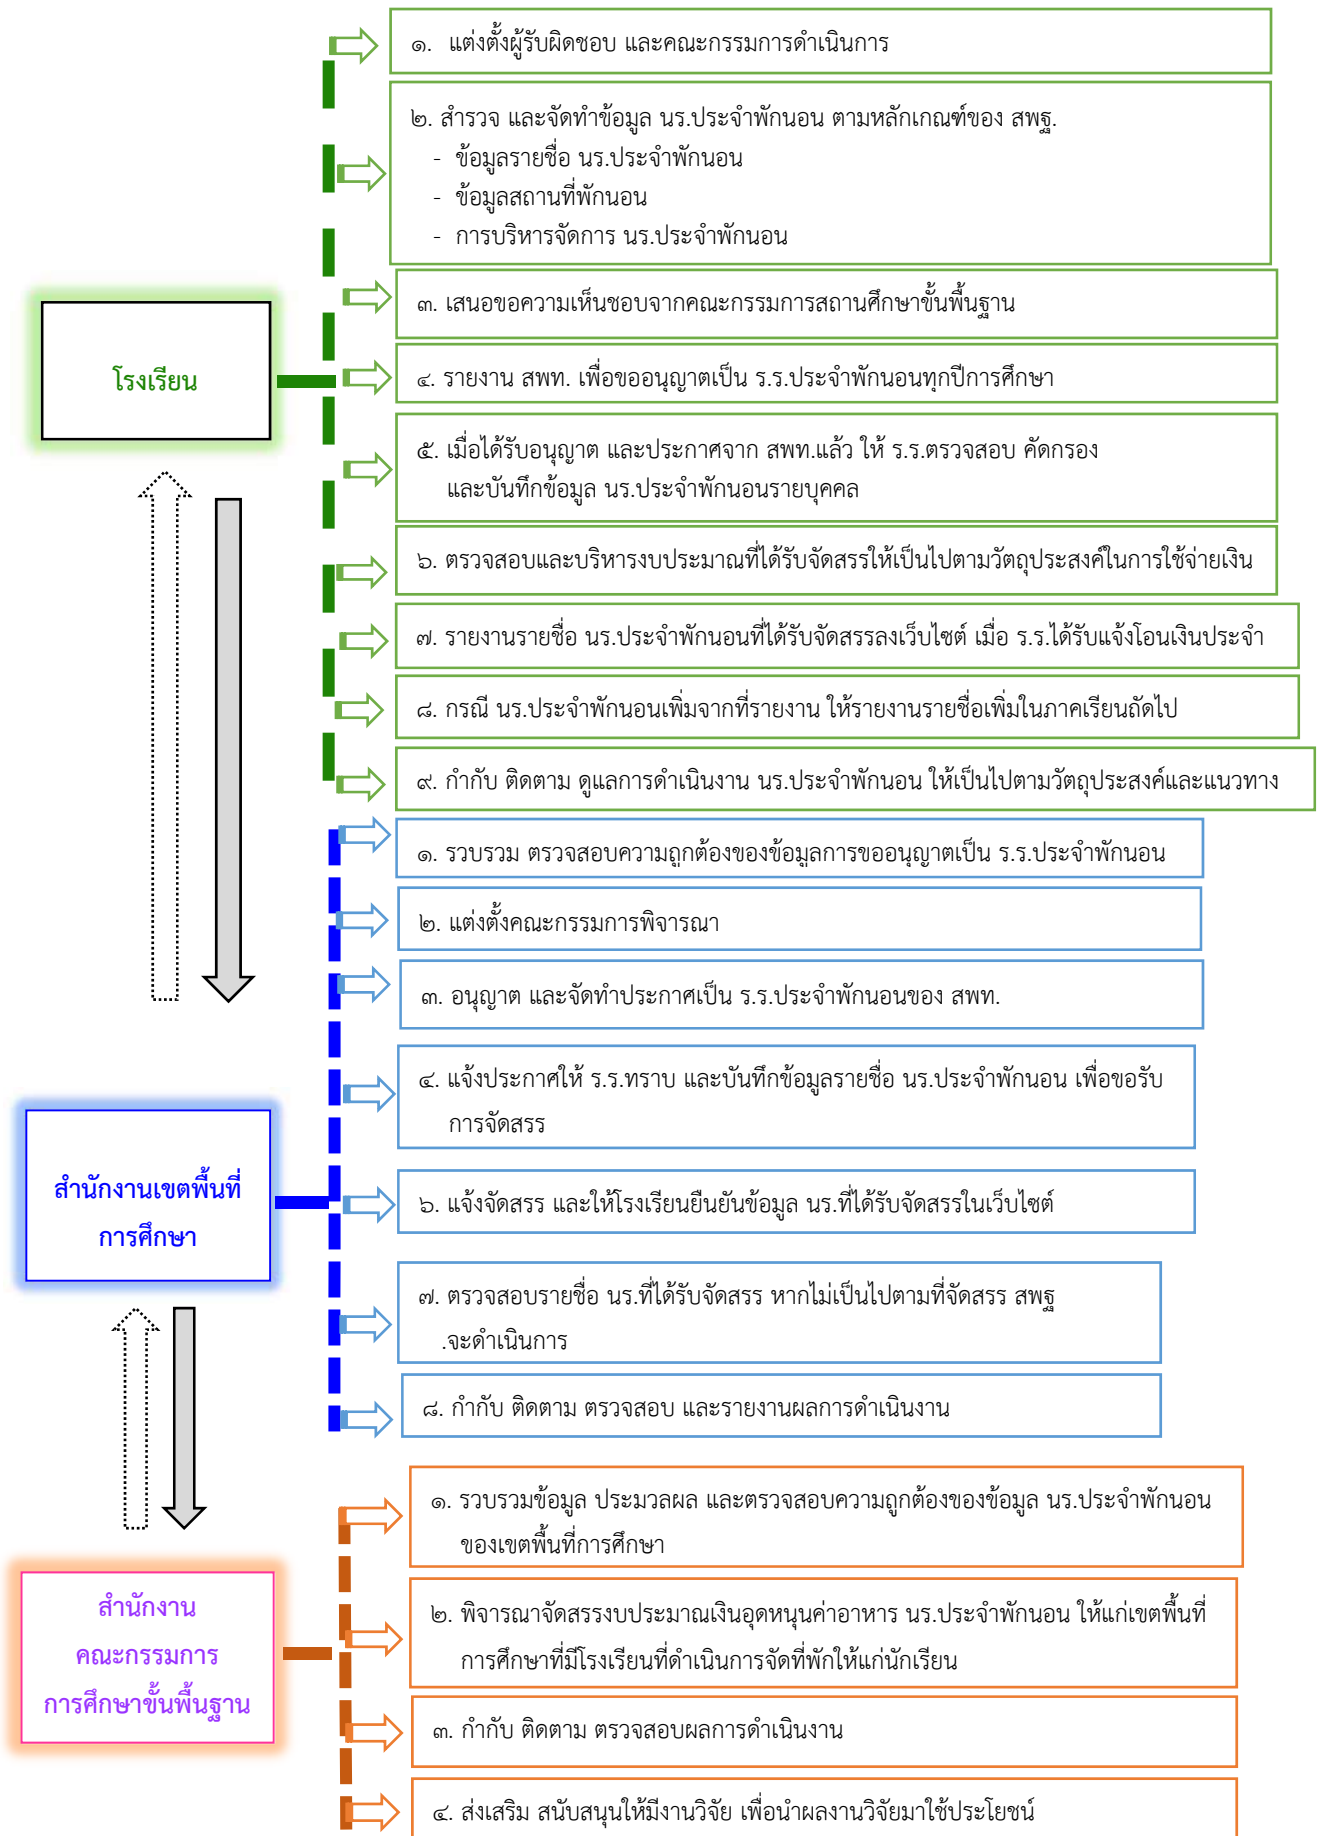 ๑. แต่งตั้งผู้รับผิดชอบ และคณะกรรมการดำเนินการ
๒. สำรวจ และจัดทำข้อมูล นร.ประจำพักนอน ตามหลักเกณฑ์ของ สพฐ.
- ข้อมูลรายชื่อ นร.ประจำพักนอน
- ข้อมูลสถานที่พักนอน
- การบริหารจัดการ นร.ประจำพักนอน
๓. เสนอขอความเห็นชอบจากคณะกรรมการสถานศึกษาขั้นพื้นฐาน
โรงเรียน
๔. รายงาน สพท. เพื่อขออนุญาตเป็น ร.ร.ประจำพักนอนทุกปีการศึกษา
๕. เมื่อได้รับอนุญาต และประกาศจาก สพท.แล้ว ให้ ร.ร.ตรวจสอบ คัดกรอง
และบันทึกข้อมูล นร.ประจำพักนอนรายบุคคล
๖. ตรวจสอบและบริหารงบประมาณที่ได้รับจัดสรรให้เป็นไปตามวัตถุประสงค์ในการใช้จ่ายเงิน
๗. รายงานรายชื่อ นร.ประจำพักนอนที่ได้รับจัดสรรลงเว็บไซต์ เมื่อ ร.ร.ได้รับแจ้งโอนเงินประจำ
๘. กรณี นร.ประจำพักนอนเพิ่มจากที่รายงาน ให้รายงานรายชื่อเพิ่มในภาคเรียนถัดไป
๙. กำกับ ติดตาม ดูแลการดำเนินงาน นร.ประจำพักนอน ให้เป็นไปตามวัตถุประสงค์และแนวทาง
๑. รวบรวม ตรวจสอบความถูกต้องของข้อมูลการขออนุญาตเป็น ร.ร.ประจำพักนอน
๒. แต่งตั้งคณะกรรมการพิจารณา
๓. อนุญาต และจัดทำประกาศเป็น ร.ร.ประจำพักนอนของ สพท.
๔. แจ้งประกาศให้ ร.ร.ทราบ และบันทึกข้อมูลรายชื่อ นร.ประจำพักนอน เพื่อขอรับ
การจัดสรร
สำนักงานเขตพื้นที่
การศึกษา
๖. แจ้งจัดสรร และให้โรงเรียนยืนยันข้อมูล นร.ที่ได้รับจัดสรรในเว็บไซต์
๗. ตรวจสอบรายชื่อ นร.ที่ได้รับจัดสรร หากไม่เป็นไปตามที่จัดสรร สพฐ
.จะดำเนินการ
๘. กำกับ ติดตาม ตรวจสอบ และรายงานผลการดำเนินงาน
๑. รวบรวมข้อมูล ประมวลผล และตรวจสอบความถูกต้องของข้อมูล นร.ประจำพักนอน
ของเขตพื้นที่การศึกษา
สำนักงาน
คณะกรรมการ
การศึกษาขั้นพื้นฐาน
๒. พิจารณาจัดสรรงบประมาณเงินอุดหนุนค่าอาหาร นร.ประจำพักนอน ให้แก่เขตพื้นที่
การศึกษาที่มีโรงเรียนที่ดำเนินการจัดที่พักให้แก่นักเรียน
๓. กำกับ ติดตาม ตรวจสอบผลการดำเนินงาน
๔. ส่งเสริม สนับสนุนให้มีงานวิจัย เพื่อนำผลงานวิจัยมาใช้ประโยชน์